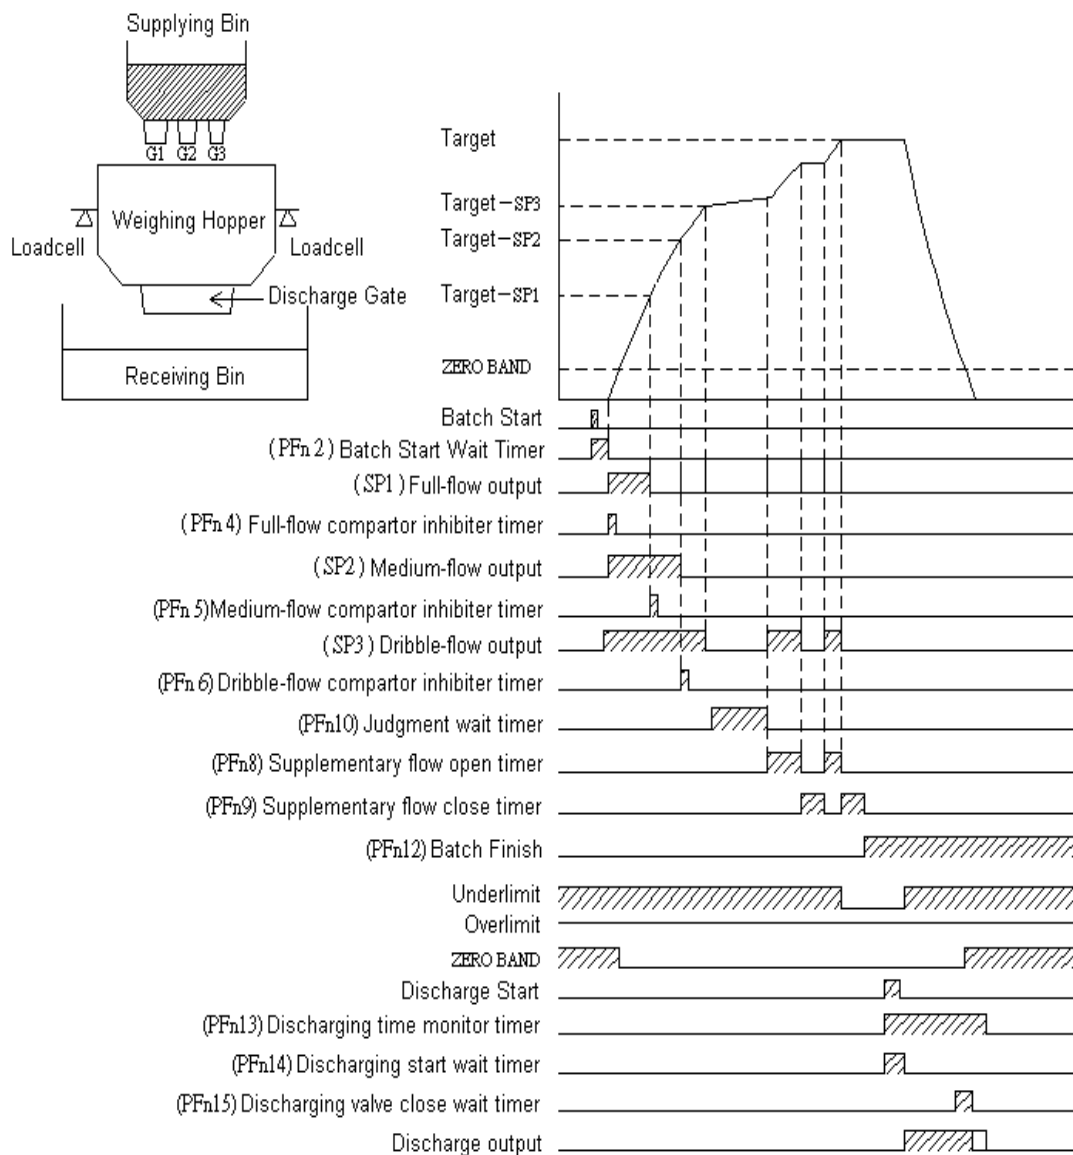 Supplying Bin
G1 G2 G3
Weighing Hopper
Loadcell Loadcell
Discharge Gate
Receiving Bin
Target
Target-SP3
Target-SP2
Target-SP1
ZERO BAND
Batch Start
(PFn 2) Batch Start Wait Timer
(SP1) Full-flow output
(PFn 4) Full-flow compartor inhibiter timer
(SP2) Medium-flow output
(PFn 5)Medium-flow compartor inhibiter timer
(SP3) Dribble-flow output
(PFn 6) Dribble-flow compartor inhibiter timer
(PFn10) Judgment wait timer
(PFn8) Supplementary flow open timer
(PFn9) Supplementary flow close timer
(PFn12) Batch Finish
Underlimit
Overlimit
ZERO BAND
Discharge Start
(PFn13) Discharging time monitor timer
(PFn14) Discharging start wait timer
(PFn15) Discharging valve close wait timer
Discharge output